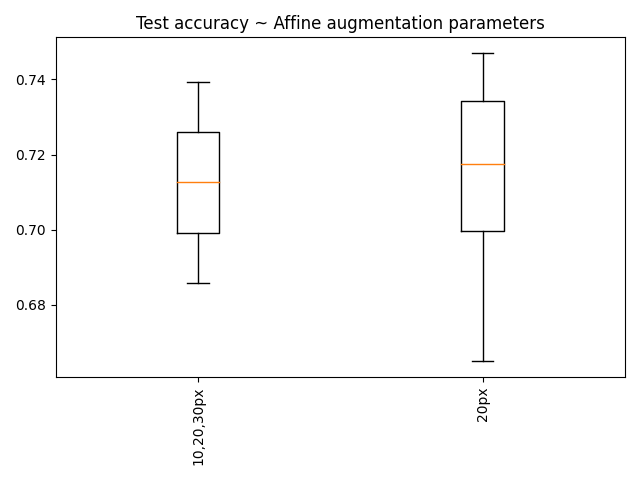 Test accuracy ~ Affine augmentation parameters
0.74
0.72
0.70
0.68
10,20,30px
20px